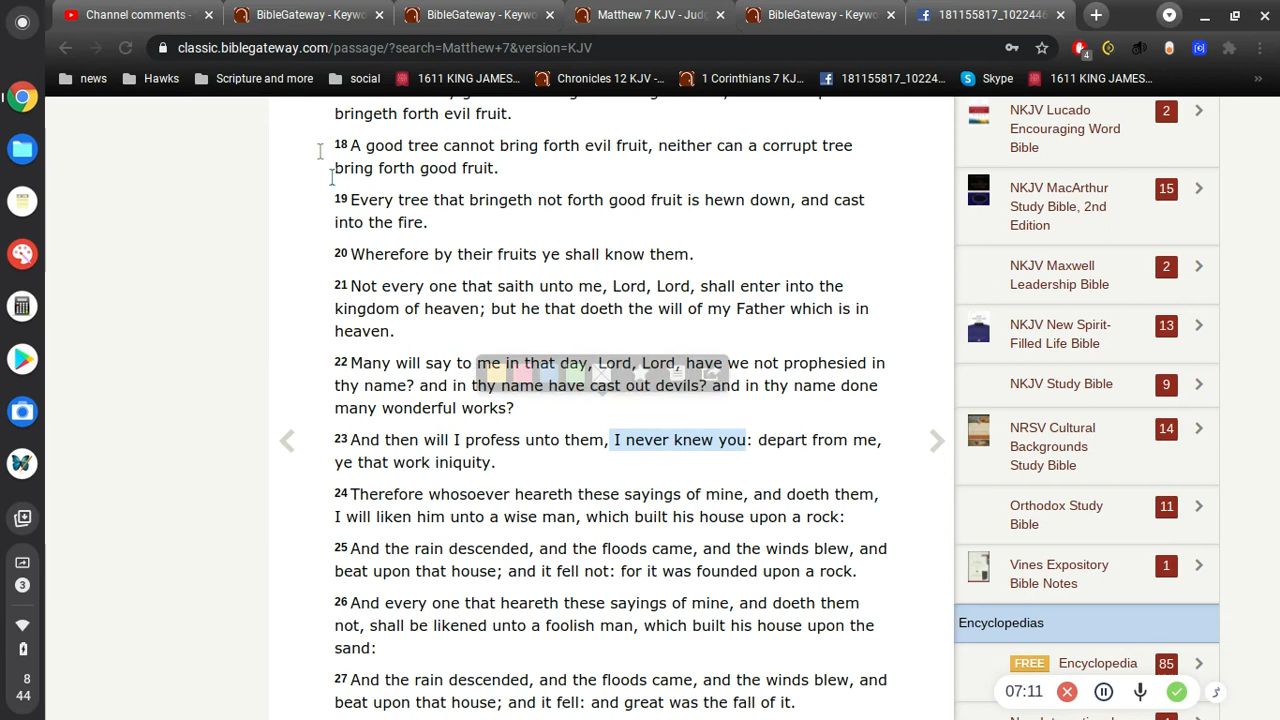 Channel comments -
BibleGateway - Keywo
BibleGateway - Keywo
Matthew 7 KJV - Judg
BibleGateway - Keywo
181155817_1022446
classic.biblegateway.com/passage/?search=Matthew+7&version=KJV
4
news
Hawks
Scripture and more
social
1611 KING JAMES...
Chronicles 12 KJV -...
1 Corinthians 7 KJ...
181155817_10224...
Skype
1611 KING JAMES...
»
bringeth forth evil fruit.
18 A good tree cannot bring forth evil fruit, neither can a corrupt tree
bring forth good fruit.
19 Every tree that bringeth not forth good fruit is hewn down, and cast
into the fire.
20 Wherefore by their fruits ye shall know them.
21 Not every one that saith unto me, Lord, Lord, shall enter into the
kingdom of heaven; but he that doeth the will of my Father which is in
heaven.
22 Many will say to me in that day, Lord, Lord, have we not prophesied in
thy name? and in thy name have cast out devils? and in thy name done
many wonderful works?
23 And then will I profess unto them, I never knew you: depart from me,
ye that work iniquity.
24 Therefore whosoever heareth these sayings of mine, and doeth them,
I will liken him unto a wise man, which built his house upon a rock:
25 And the rain descended, and the floods came, and the winds blew, and
beat upon that house; and it fell not: for it was founded upon a rock.
26 And every one that heareth these sayings of mine, and doeth them
not, shall be likened unto a foolish man, which built his house upon the
sand:
27 And the rain descended, and the floods came, and the winds blew, and
beat upon that house; and it fell: and great was the fall of it.
NKJV Lucado
Encouraging Word
Bible
2
NKJV MacArthur
Study Bible, 2nd
Edition
15
NKJV Maxwell
Leadership Bible
2
NKJV New Spirit-
Filled Life Bible
13
NKJV Study Bible
9
NRSV Cultural
Backgrounds
Study Bible
14
Orthodox Study
Bible
11
Vines Expository
Bible Notes
1
Encyclopedias
FREE
Encyclopedia
85
07:11
3
8
44